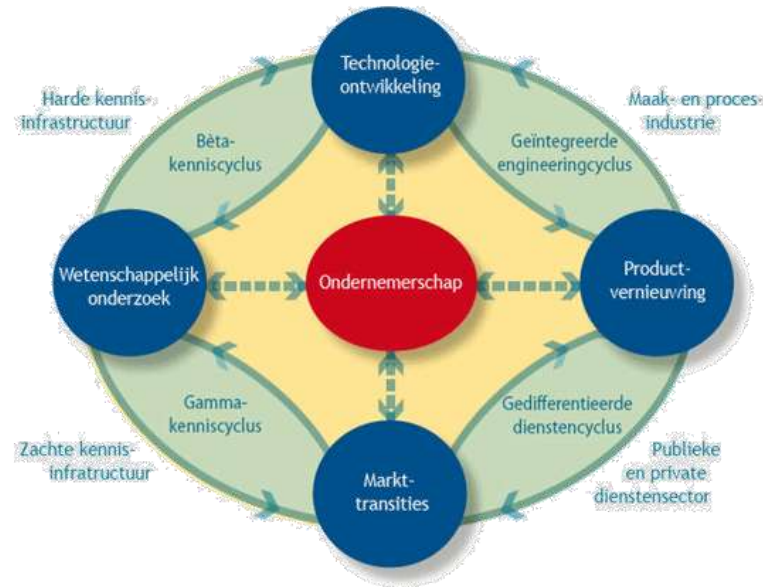 Technologie-
ontwikkeling
Harde kennis-
infrastructuur
Maak- en proces-
industrie
Bèta-
kenniscyclus
Geïntegreerde
engineeringcyclus
Wetenschappelijk
onderzoek
Ondernemerschap
Product-
vernieuwing
Gamma-
kenniscyclus
Gedifferentieerde
dienstencyclus
Zachte kennis-
infratructuur
Markt-
transities
Publieke
en private
dienstensector